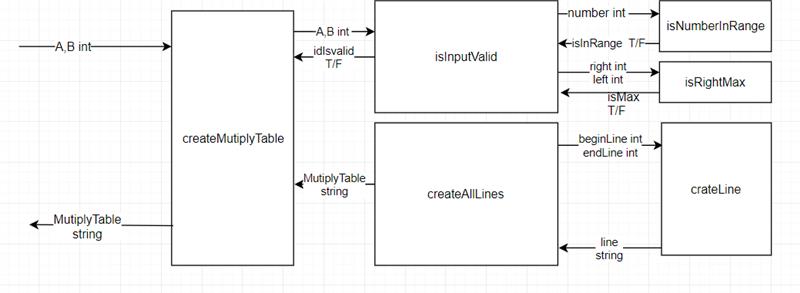 A,B int
createMutiplyTable
MutiplyTable
string
A,B int
idIsvalid
T/F
isInputValid
number int
isInRange T/F
isNumberInRange
right int
left int
isMax
T/F
isRightMax
MutiplyTable
string
createAllLines
beginLine int
endLine int
crateLine
line
string